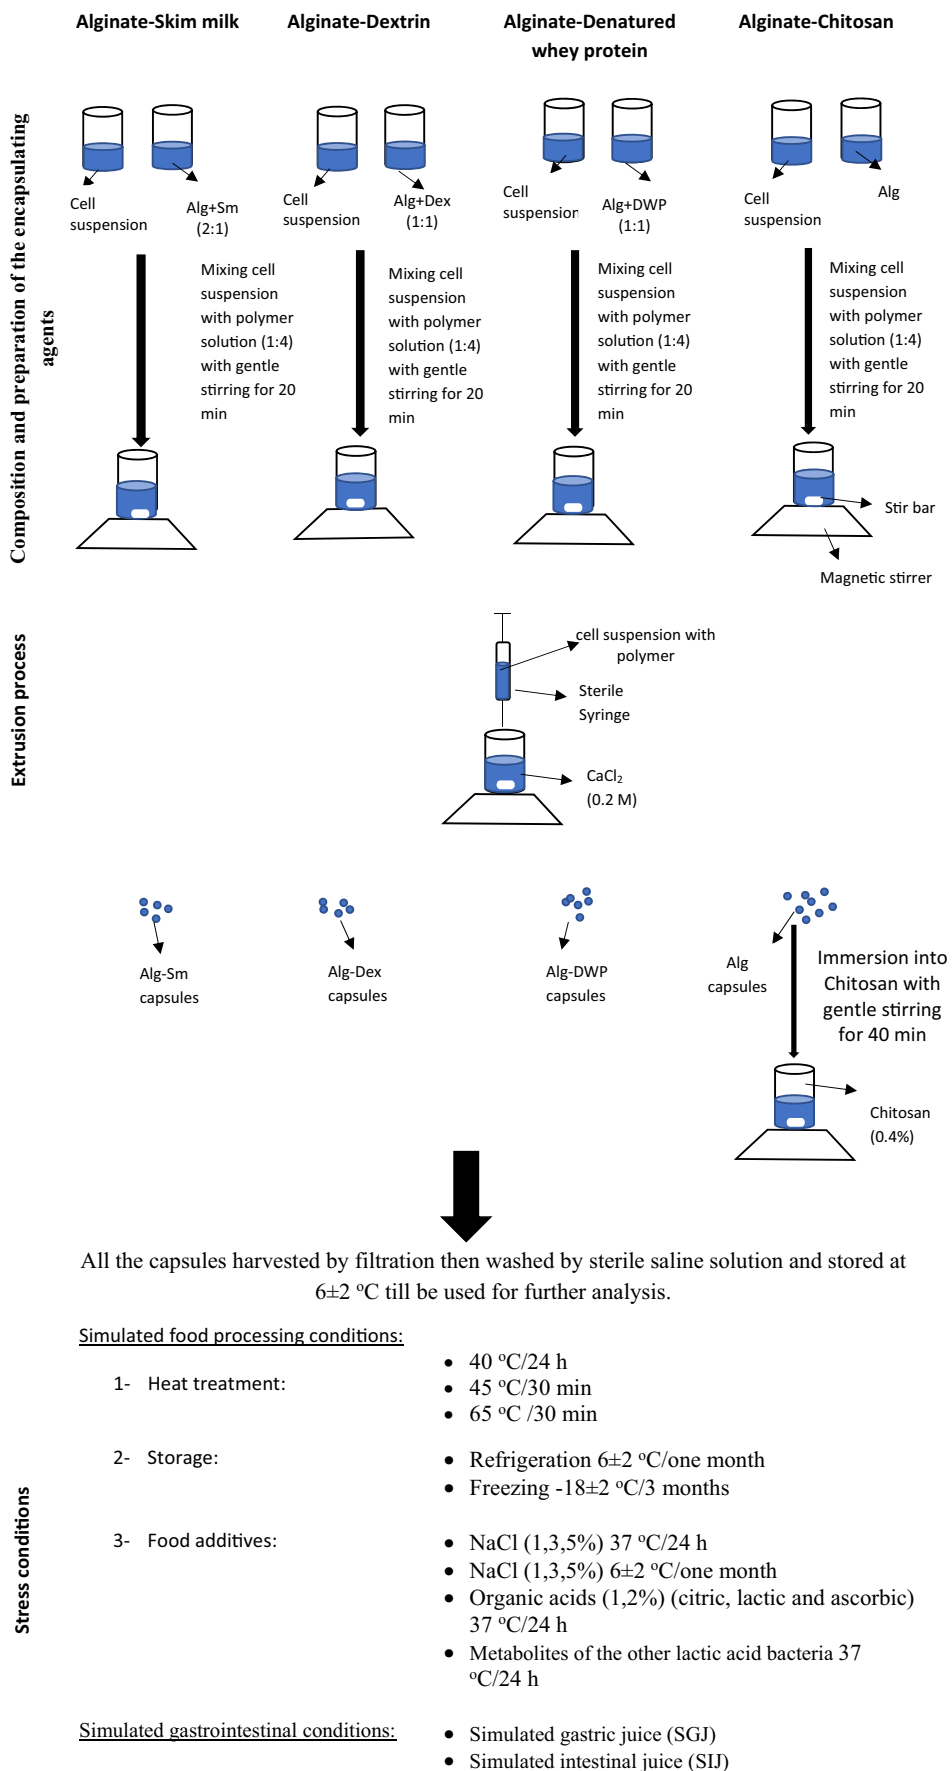 Alginate-Skim milk
Alginate-Dextrin
Alginate-Denatured
whey protein
Alginate-Chitosan
Composition and preparation of the encapsulating
agents
Cell
suspension
Alg+Sm
(2:1)
Cell
suspension
Alg+Dex
(1:1)
Cell
suspension
Alg+DWP
(1:1)
Cell
suspension
Alg
Mixing cell
suspension
with polymer
solution (1:4)
with gentle
stirring for 20
min
Mixing cell
suspension
with polymer
solution (1:4)
with gentle
stirring for 20
min
Mixing cell
suspension
with polymer
solution (1:4)
with gentle
stirring for 20
min
Mixing cell
suspension
with polymer
solution (1:4)
with gentle
stirring for 20
min
Stir bar
Magnetic stirrer
Extrusion process
cell suspension with
polymer
Sterile
Syringe
CaCl₂
(0.2 M)
Alg-Sm
capsules
Alg-Dex
capsules
Alg-DWP
capsules
Alg
capsules
Immersion into
Chitosan with
gentle stirring
for 40 min
Chitosan
(0.4%)
All the capsules harvested by filtration then washed by sterile saline solution and stored at
6±2 ºC till be used for further analysis.
Stress conditions
Simulated food processing conditions:
1- Heat treatment:
• 40 ºC/24 h
• 45 ºC/30 min
• 65 ºC /30 min
2- Storage:
• Refrigeration 6±2 ºC/one month
• Freezing -18±2 ºC/3 months
3- Food additives:
• NaCl (1,3,5%) 37 ºC/24 h
• NaCl (1,3,5%) 6±2 ºC/one month
• Organic acids (1,2%) (citric, lactic and ascorbic)
37 ºC/24 h
• Metabolites of the other lactic acid bacteria 37
ºC/24 h
Simulated gastrointestinal conditions:
• Simulated gastric juice (SGJ)
• Simulated intestinal juice (SIJ)